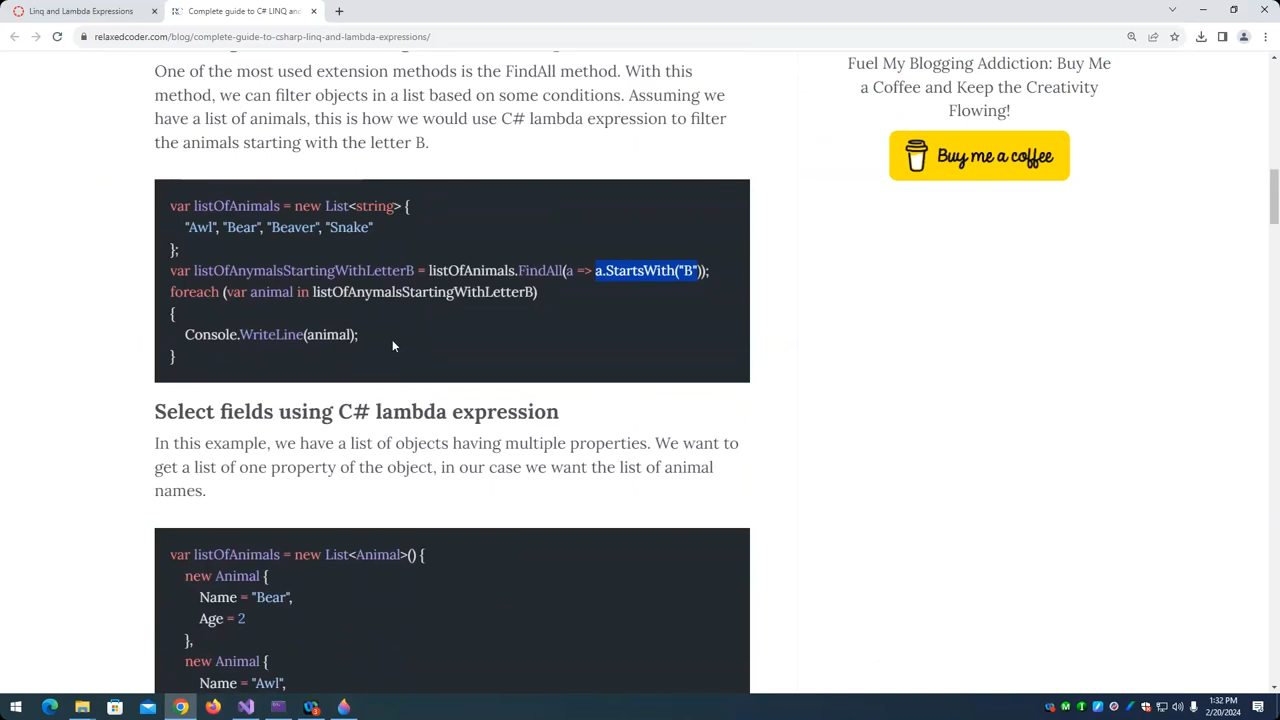 Linq and Lambda Expressions
Complete guide to C# LINQ and
relaxedcoder.com/blog/complete-guide-to-csharp-linq-and-lambda-expressions/
One of the most used extension methods is the FindAll method. With this
method, we can filter objects in a list based on some conditions. Assuming we
have a list of animals, this is how we would use C# lambda expression to filter
the animals starting with the letter B.
var listOfAnimals = new List<string> {
"Awl", "Bear", "Beaver", "Snake"
};
var listOfAnymalsStartingWithLetterB = listOfAnimals.FindAll(a => a.StartsWith("B"));
foreach (var animal in listOfAnymalsStartingWithLetterB)
{
Console.WriteLine(animal);
}
Select fields using C# lambda expression
In this example, we have a list of objects having multiple properties. We want to
get a list of one property of the object, in our case we want the list of animal
names.
var listOfAnimals = new List<Animal>() {
new Animal {
Name = "Bear",
Age = 2
},
new Animal {
Name = "Awl",
Fuel My Blogging Addiction: Buy Me
a Coffee and Keep the Creativity
Flowing!
Buy me a coffee
1:32 PM
2/20/2024